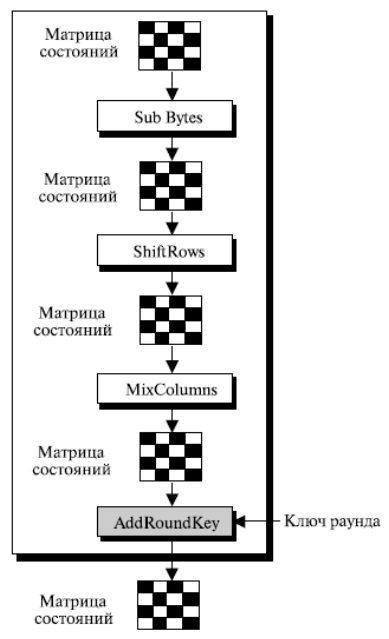 Матрица
состояний
Sub Bytes
Матрица
состояний
ShiftRows
Матрица
состояний
MixColumns
Матрица
состояний
AddRoundKey
Ключ раунда
Матрица
состояний